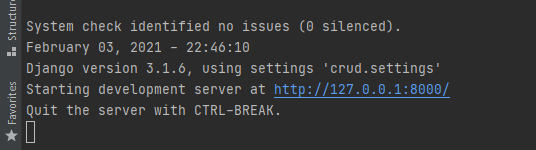 System check identified no issues (0 silenced).
February 03, 2021 - 22:46:10
Django version 3.1.6, using settings 'crud.settings'
Starting development server at http://127.0.0.1:8000/
Quit the server with CTRL-BREAK.
Structure
Favorites